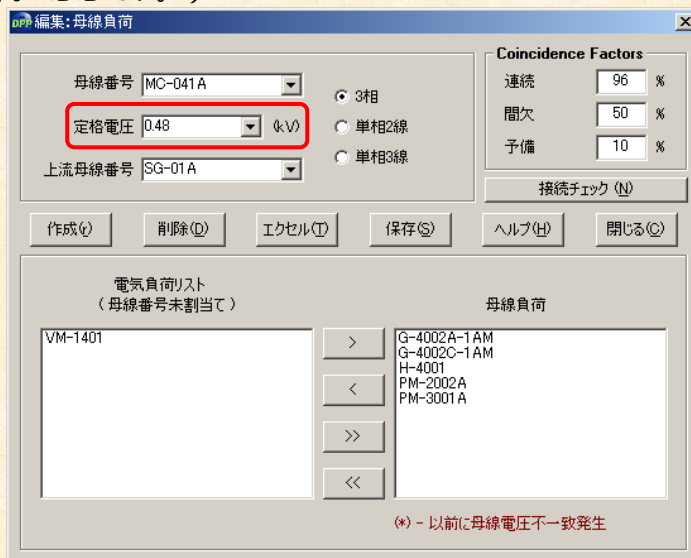 DPP 編集:母線負荷
母線番号 MC-041A
定格電圧 0.48 (kV)
上流母線番号 SG-01A
3相
単相2線
単相3線
Coincidence Factors
連続 96 %
間欠 50 %
予備 10 %
接続チェック (N)
作成(r) 削除(D) エクセル(T) 保存(S) ヘルプ(H) 閉じる(C)
電気負荷リスト
(母線番号未割当て)
VM-1401
>
<
>>
<<
母線負荷
G-4002A-1AM
G-4002C-1AM
H-4001
PM-2002A
PM-3001A
(*) - 以前に母線電圧不一致発生